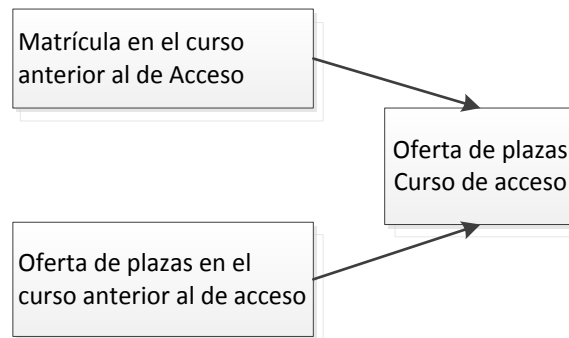 Matrícula en el curso
anterior al de Acceso
Oferta de plazas
Curso de acceso
Oferta de plazas en el
curso anterior al de acceso